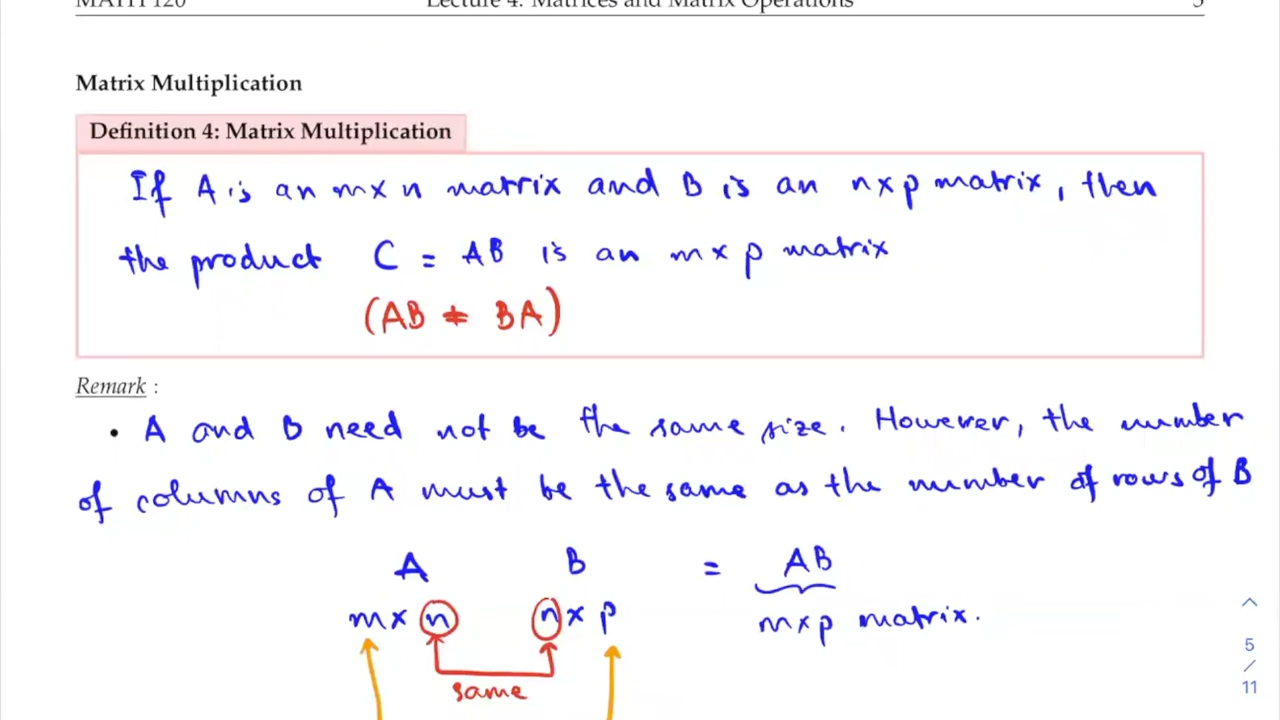 MATH 120 Lecture 4: Matrices and Matrix Operations 5
Matrix Multiplication
Definition 4: Matrix Multiplication
If A is an m x n matrix and B is an n x p matrix, then
the product C = AB is an m x p matrix
(AB ≠ BA)
Remark :
• A and B need not be the same size. However, the number
of columns of A must be the same as the number of rows of B
A B = AB
m x n n x p m x p matrix.
same
5
/
11